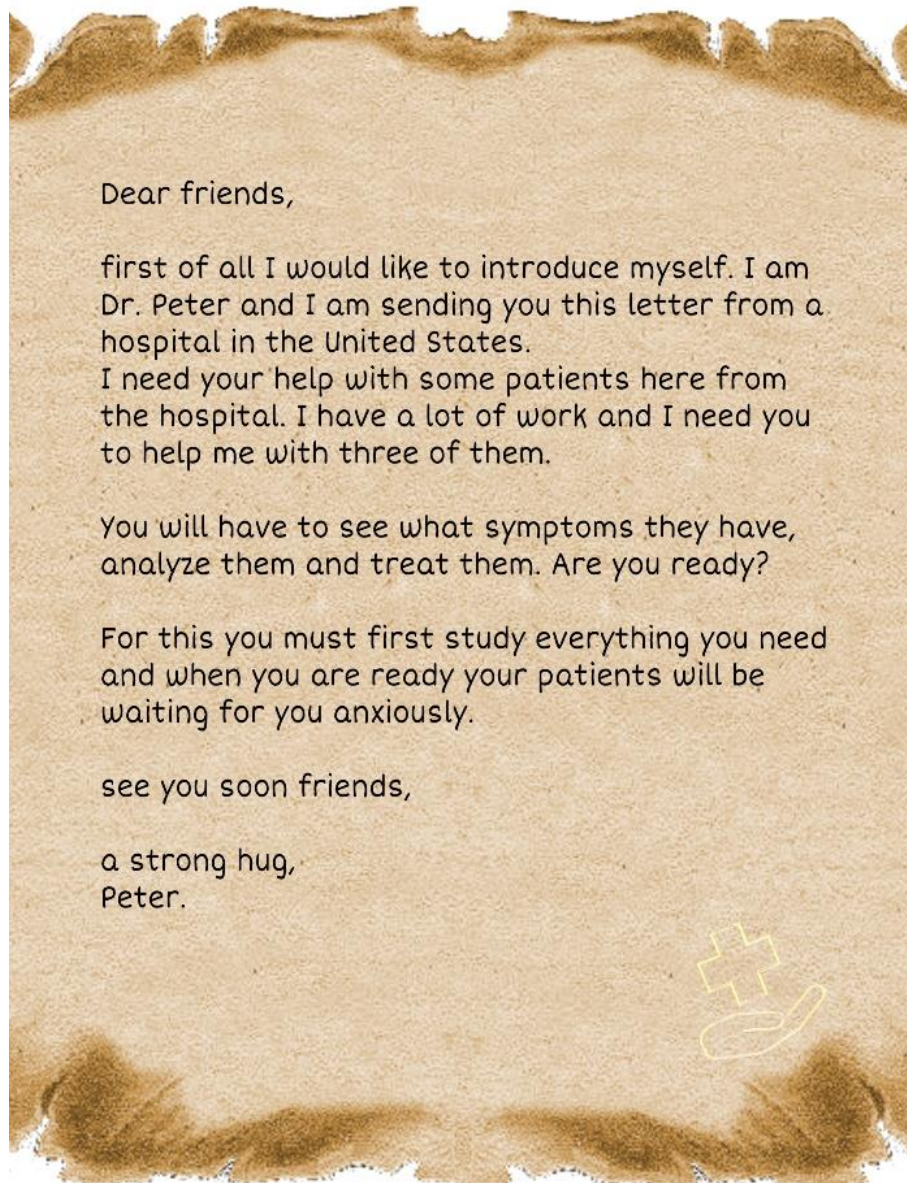 Dear friends,
first of all I would like to introduce myself. I am
Dr. Peter and I am sending you this letter from a
hospital in the United States.
I need your help with some patients here from
the hospital. I have a lot of work and I need you
to help me with three of them.
You will have to see what symptoms they have,
analyze them and treat them. Are you ready?
For this you must first study everything you need
and when you are ready your patients will be
waiting for you anxiously.
see you soon friends,
a strong hug,
Peter.